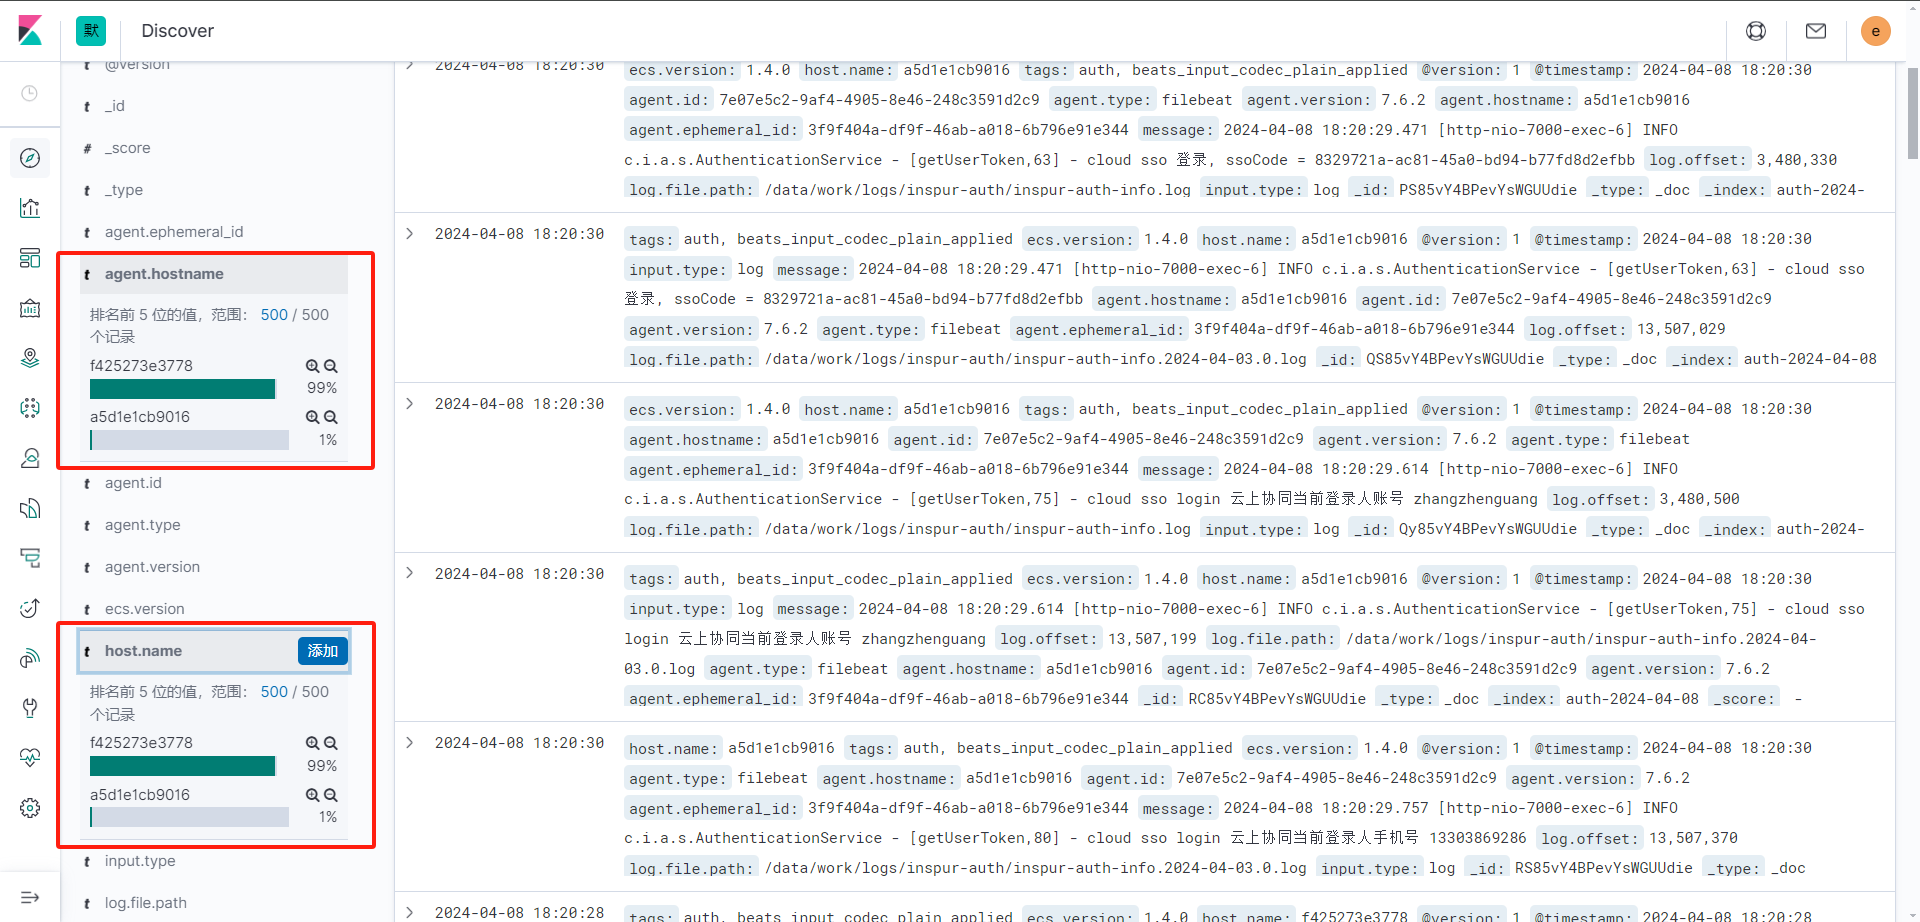 默 Discover e
t @version
t _id
# _score
t _type
t agent.ephemeral_id
t agent.hostname
排名前 5 位的值，范围： 500 / 500
个记录
f425273e3778
99%
a5d1e1cb9016
1%
t agent.id
t agent.type
t agent.version
t ecs.version
t host.name 添加
排名前 5 位的值，范围： 500 / 500
个记录
f425273e3778
99%
a5d1e1cb9016
1%
t input.type
t log.file.path
2024-04-08 18:20:30 ecs.version: 1.4.0 host.name: a5d1e1cb9016 tags: auth, beats_input_codec_plain_applied @version: 1 @timestamp: 2024-04-08 18:20:30
agent.id: 7e07e5c2-9af4-4905-8e46-248c3591d2c9 agent.type: filebeat agent.version: 7.6.2 agent.hostname: a5d1e1cb9016
agent.ephemeral_id: 3f9f404a-df9f-46ab-a018-6b796e91e344 message: 2024-04-08 18:20:29.471 [http-nio-7000-exec-6] INFO
c.i.a.s.AuthenticationService - [getUserToken,63] - cloud sso 登录, ssoCode = 8329721a-ac81-45a0-bd94-b77fd8d2efbb log.offset: 3,480,330
log.file.path: /data/work/logs/inspur-auth/inspur-auth-info.log input.type: log _id: PS85vY4BPevYsWGUUdie _type: _doc _index: auth-2024-
2024-04-08 18:20:30 tags: auth, beats_input_codec_plain_applied ecs.version: 1.4.0 host.name: a5d1e1cb9016 @version: 1 @timestamp: 2024-04-08 18:20:30
input.type: log message: 2024-04-08 18:20:29.471 [http-nio-7000-exec-6] INFO c.i.a.s.AuthenticationService - [getUserToken,63] - cloud sso
登录, ssoCode = 8329721a-ac81-45a0-bd94-b77fd8d2efbb agent.hostname: a5d1e1cb9016 agent.id: 7e07e5c2-9af4-4905-8e46-248c3591d2c9
agent.version: 7.6.2 agent.type: filebeat agent.ephemeral_id: 3f9f404a-df9f-46ab-a018-6b796e91e344 log.offset: 13,507,029
log.file.path: /data/work/logs/inspur-auth/inspur-auth-info.2024-04-03.0.log _id: QS85vY4BPevYsWGUUdie _type: _doc _index: auth-2024-04-08
2024-04-08 18:20:30 ecs.version: 1.4.0 host.name: a5d1e1cb9016 tags: auth, beats_input_codec_plain_applied @version: 1 @timestamp: 2024-04-08 18:20:30
agent.hostname: a5d1e1cb9016 agent.id: 7e07e5c2-9af4-4905-8e46-248c3591d2c9 agent.version: 7.6.2 agent.type: filebeat
agent.ephemeral_id: 3f9f404a-df9f-46ab-a018-6b796e91e344 message: 2024-04-08 18:20:29.614 [http-nio-7000-exec-6] INFO
c.i.a.s.AuthenticationService - [getUserToken,75] - cloud sso login 云上协同当前登录人账号 zhangzhenguang log.offset: 3,480,500
log.file.path: /data/work/logs/inspur-auth/inspur-auth-info.log input.type: log _id: Qy85vY4BPevYsWGUUdie _type: _doc _index: auth-2024-
2024-04-08 18:20:30 tags: auth, beats_input_codec_plain_applied ecs.version: 1.4.0 host.name: a5d1e1cb9016 @version: 1 @timestamp: 2024-04-08 18:20:30
input.type: log message: 2024-04-08 18:20:29.614 [http-nio-7000-exec-6] INFO c.i.a.s.AuthenticationService - [getUserToken,75] - cloud sso
login 云上协同当前登录人账号 zhangzhenguang log.offset: 13,507,199 log.file.path: /data/work/logs/inspur-auth/inspur-auth-info.2024-04-
03.0.log agent.type: filebeat agent.hostname: a5d1e1cb9016 agent.id: 7e07e5c2-9af4-4905-8e46-248c3591d2c9 agent.version: 7.6.2
agent.ephemeral_id: 3f9f404a-df9f-46ab-a018-6b796e91e344 _id: RC85vY4BPevYsWGUUdie _type: _doc _index: auth-2024-04-08 _score: -
2024-04-08 18:20:30 host.name: a5d1e1cb9016 tags: auth, beats_input_codec_plain_applied ecs.version: 1.4.0 @version: 1 @timestamp: 2024-04-08 18:20:30
agent.type: filebeat agent.hostname: a5d1e1cb9016 agent.id: 7e07e5c2-9af4-4905-8e46-248c3591d2c9 agent.version: 7.6.2
agent.ephemeral_id: 3f9f404a-df9f-46ab-a018-6b796e91e344 message: 2024-04-08 18:20:29.757 [http-nio-7000-exec-6] INFO
c.i.a.s.AuthenticationService - [getUserToken,80] - cloud sso login 云上协同当前登录人手机号 13303869286 log.offset: 13,507,370
log.file.path: /data/work/logs/inspur-auth/inspur-auth-info.2024-04-03.0.log input.type: log _id: RS85vY4BPevYsWGUUdie _type: _doc
2024-04-08 18:20:28 tags: auth, beats_input_codec_plain_applied ecs.version: 1.4.0 host.name: f425273e3778 @version: 1 @timestamp: 2024-04-08 18:20:28